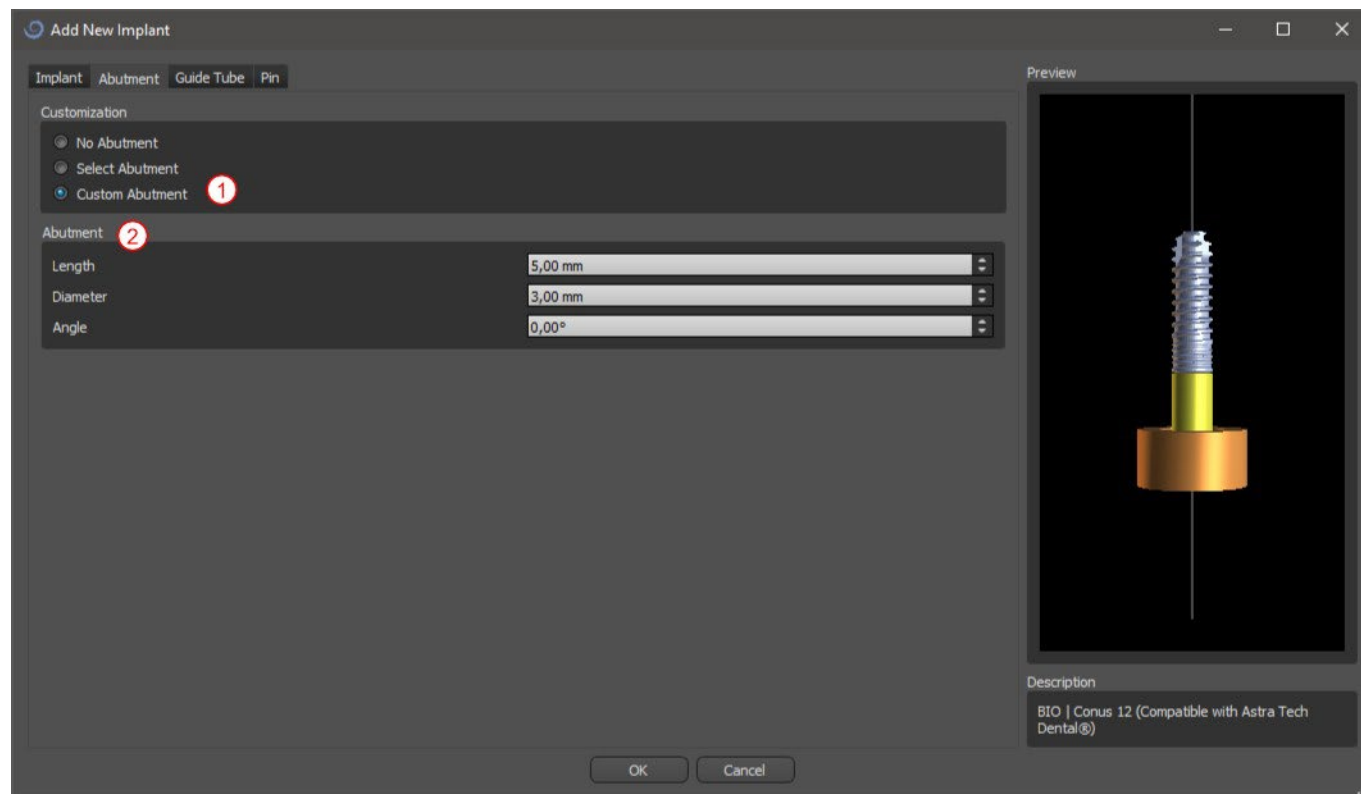 Add New Implant
Implant Abutment Guide Tube Pin
Customization
No Abutment
Select Abutment
Custom Abutment 1
Abutment 2
Length 5,00 mm
Diameter 3,00 mm
Angle 0,00°
Preview
Description
BIO | Conus 12 (Compatible with Astra Tech
Dental®)
OK Cancel